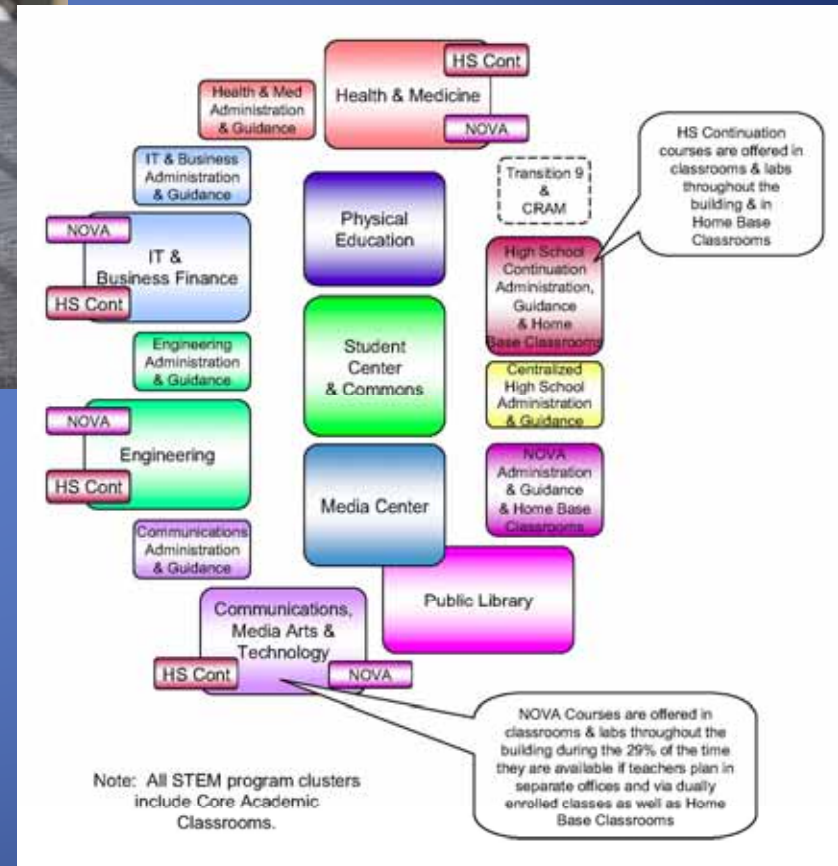 HS Cont
Health & Medicine
NOVA
Health & Med
Administration
& Guidance
IT & Business
Administration
& Guidance
Physical
Education
Transition 9
&
CRAM
HS Continuation
courses are offered in
classrooms & labs
throughout the
building & in
Home Base
Classrooms
NOVA
IT &
Business Finance
HS Cont
High School
Continuation
Administration,
Guidance
& Home
Base Classrooms
Engineering
Administration
& Guidance
Student
Center
& Commons
Centralized
High School
Administration
& Guidance
NOVA
Engineering
HS Cont
Media Center
NOVA
Administration
& Guidance
& Home Base
Classrooms
Communications
Administration
& Guidance
Public Library
Communications,
Media Arts &
Technology
HS Cont
NOVA
NOVA Courses are offered in
classrooms & labs throughout the
building during the 29% of the time
they are available if teachers plan in
separate offices and via dually
enrolled classes as well as Home
Base Classrooms
Note: All STEM program clusters
include Core Academic
Classrooms.